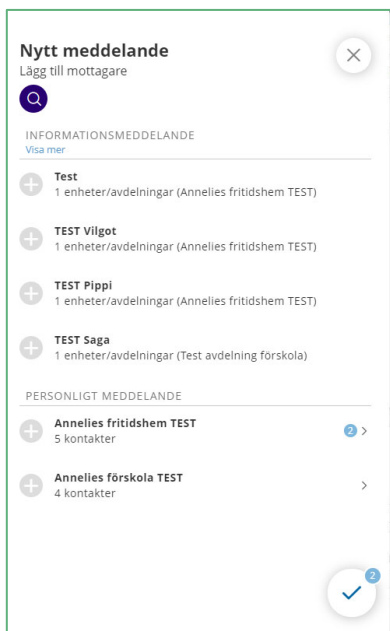 Nytt meddelande
Lägg till mottagare
INFORMATIONSMEDDELANDE
Visa mer
Test
1 enheter/avdelningar (Annelies fritidshem TEST)
TEST Vilgot
1 enheter/avdelningar (Annelies fritidshem TEST)
TEST Pippi
1 enheter/avdelningar (Annelies fritidshem TEST)
TEST Saga
1 enheter/avdelningar (Test avdelning förskola)
PERSONLIGT MEDDELANDE
Annelies fritidshem TEST
5 kontakter
2
Annelies förskola TEST
4 kontakter
2